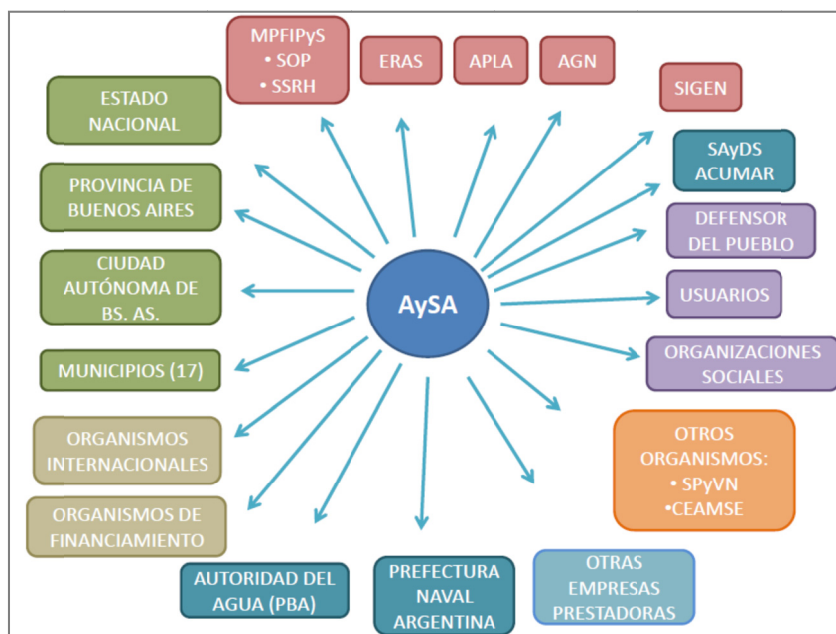 MPFIPyS
• SOP
• SSRH
ERAS
APLA
AGN
SIGEN
ESTADO
NACIONAL
SAyDS
ACUMAR
PROVINCIA DE
BUENOS AIRES
DEFENSOR
DEL PUEBLO
CIUDAD
AUTÓNOMA DE
BS. AS.
AySA
USUARIOS
MUNICIPIOS (17)
ORGANIZACIONES
SOCIALES
ORGANISMOS
INTERNACIONALES
OTROS
ORGANISMOS:
• SPyVN
•CEAMSE
ORGANISMOS DE
FINANCIAMIENTO
AUTORIDAD DEL
AGUA (PBA)
PREFECTURA
NAVAL
ARGENTINA
OTRAS
EMPRESAS
PRESTADORAS